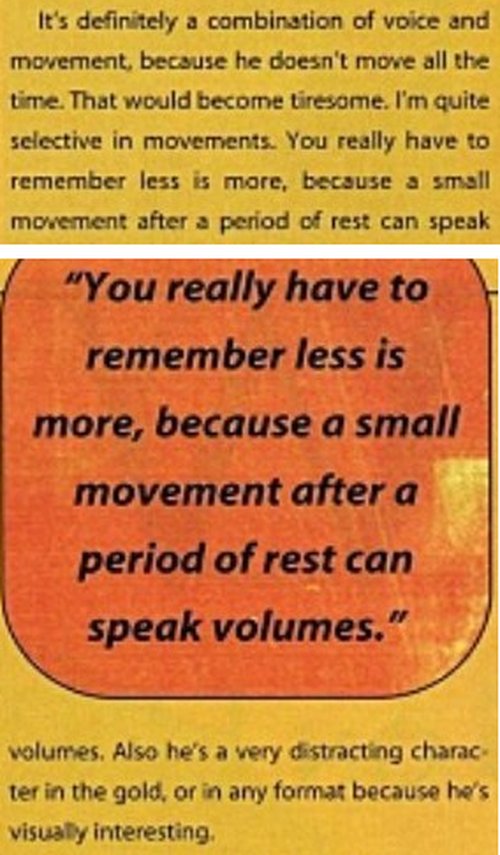 It's definitely a combination of voice and
movement, because he doesn't move all the
time. That would become tiresome. I'm quite
selective in movements. You really have to
remember less is more, because a small
movement after a period of rest can speak
"You really have to
remember less is
more, because a small
movement after a
period of rest can
speak volumes."
volumes. Also he's a very distracting charac-
ter in the gold, or in any format because he's
visually interesting.